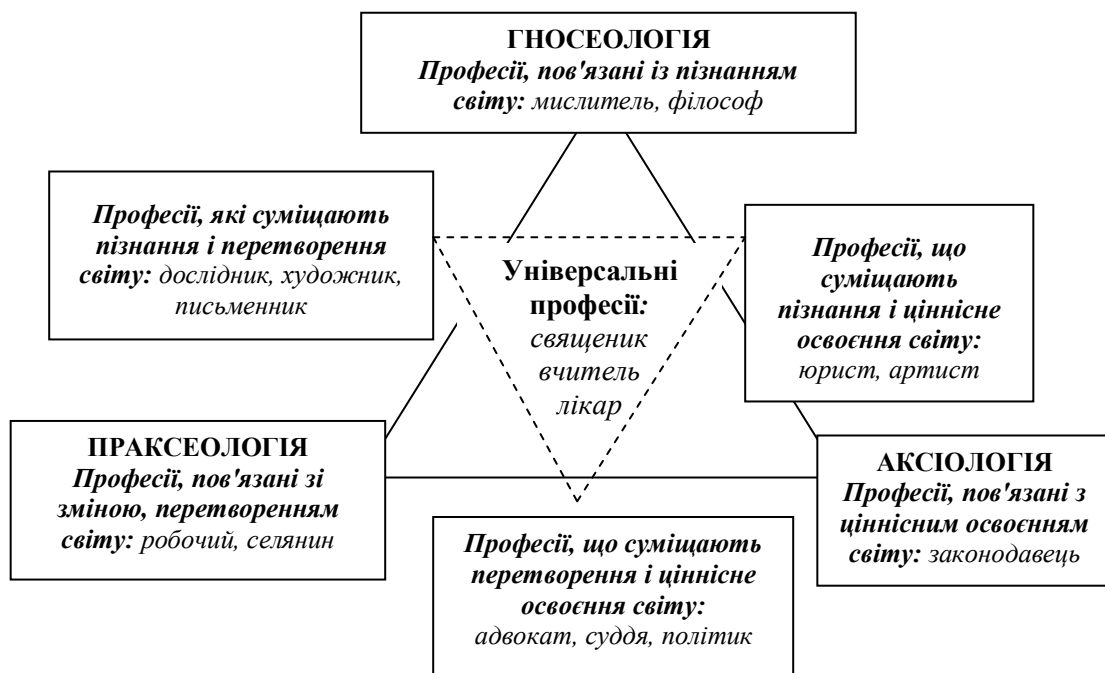 ГНОСЕОЛОГІЯ
Професії, пов'язані із пізнанням
світу: мислитель, філософ
Професії, які суміщають
пізнання і перетворення
світу: дослідник, художник,
письменник
Універсальні
професії:
священик
вчитель
лікар
Професії, що
суміщають
пізнання і ціннісне
освоєння світу:
юрист, артист
ПРАКСЕОЛОГІЯ
Професії, пов'язані зі
зміною, перетворенням
світу: робочий, селянин
Професії, що суміщають
перетворення і ціннісне
освоєння світу:
адвокат, суддя, політик
АКСІОЛОГІЯ
Професії, пов'язані з
ціннісним освоєнням
світу: законодавець